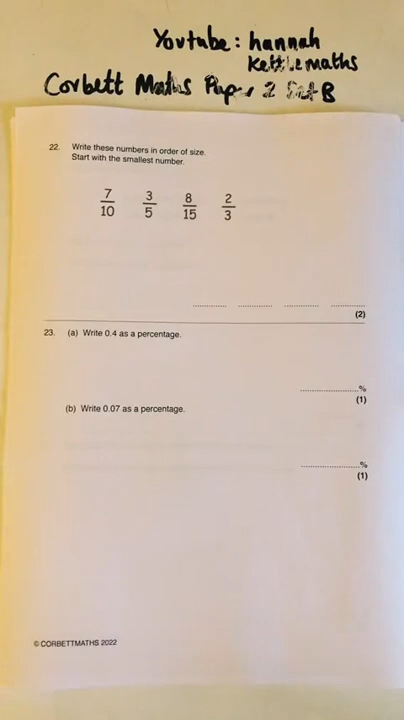 Youtube: hannah
Kettlemaths
Corbett Maths Paper 2 Set B
22. Write these numbers in order of size.
Start with the smallest number.
7/10 3/5 8/15 2/3
.............. .............. .............. ..............
(2)
23. (a) Write 0.4 as a percentage.
........................%
(1)
(b) Write 0.07 as a percentage.
........................%
(1)
© CORBETTMATHS 2022